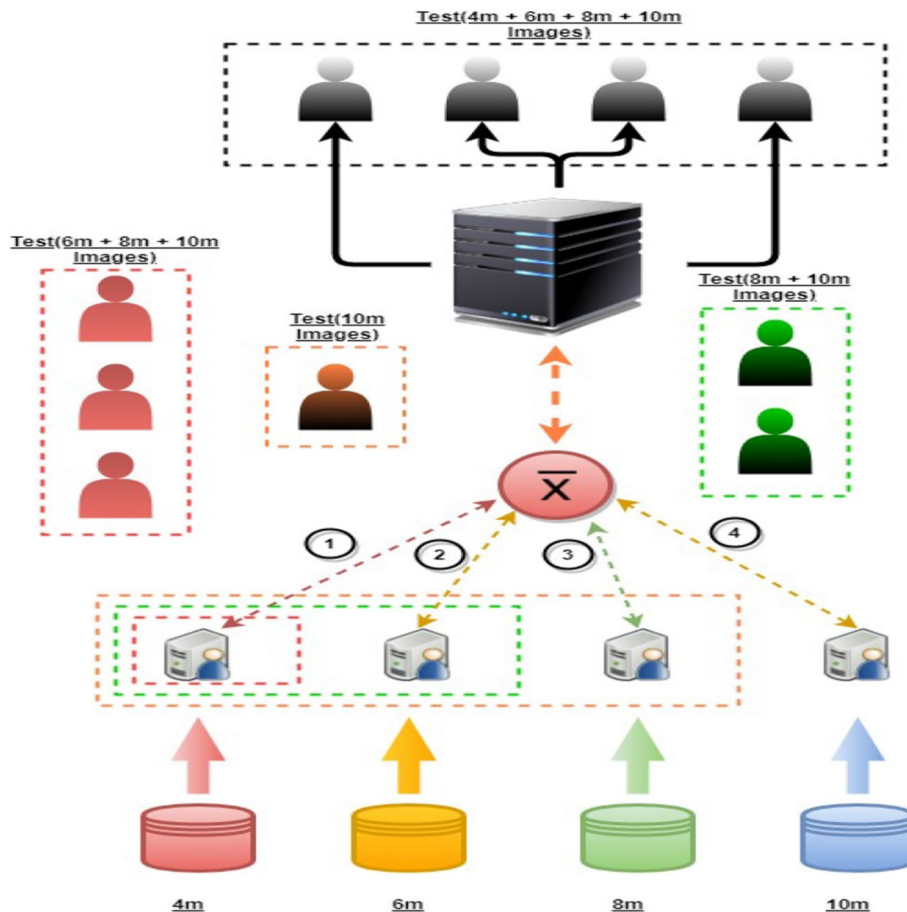 Test(4m + 6m + 8m + 10m
Images)
Test(6m + 8m + 10m
Images)
Test(8m + 10m
Images)
Test(10m
Images)
x̅
1
2
3
4
4m
6m
8m
10m